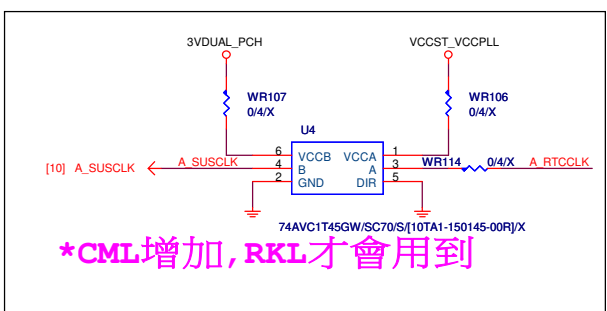 3VDUAL_PCH VCCST_VCCPLL
WR107 WR106
0/4/X 0/4/X
U4
6 VCCB VCCA 1
[10] A_SUSCLK A_SUSCLK 4 B A 3 WR114 0/4/X A_RTCCLK
2 GND DIR 5
74AVC1T45GW/SC70/S/[10TA1-150145-00R]/X
*CML增加,RKL才會用到